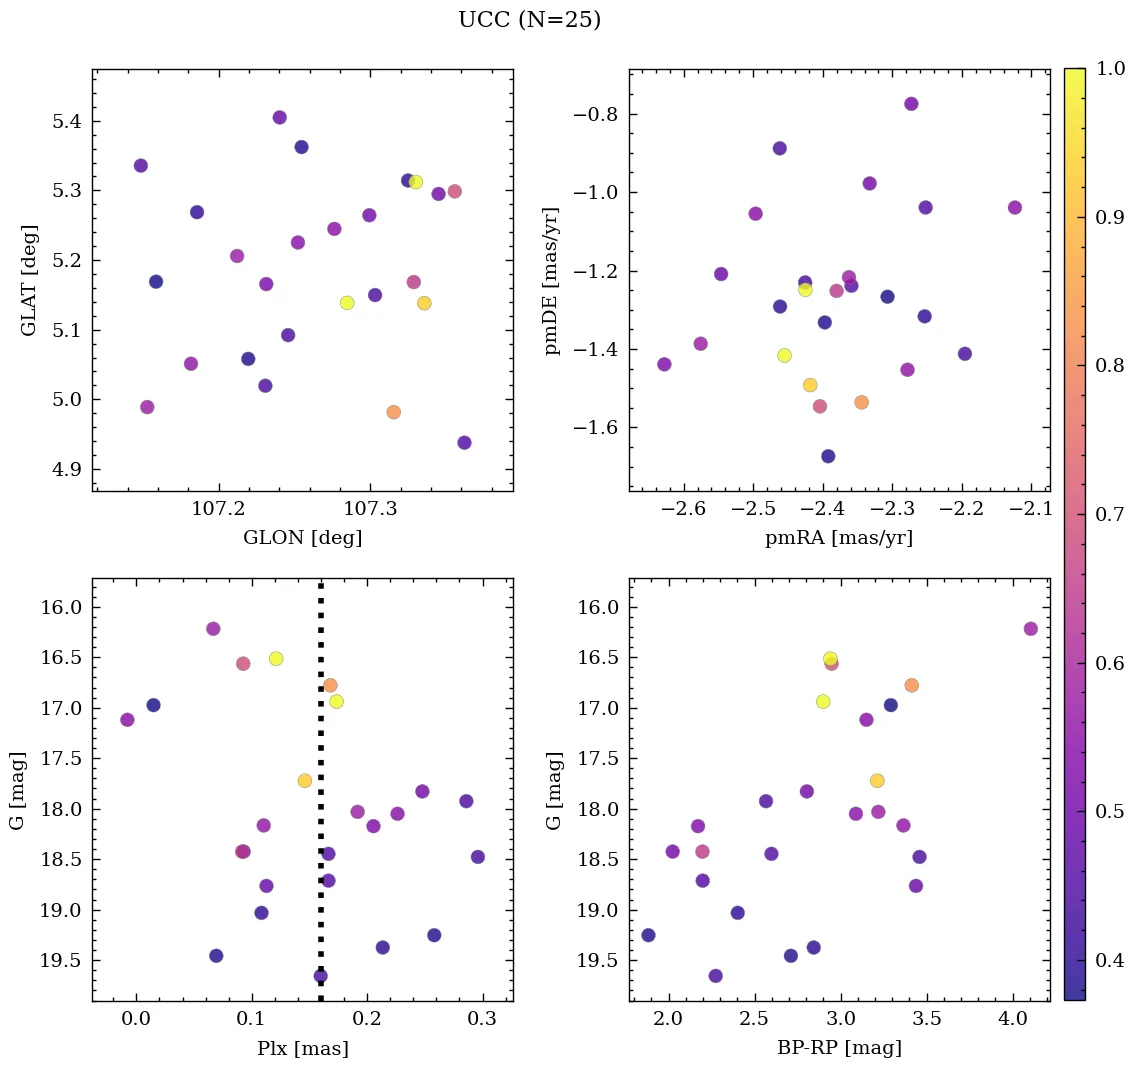 UCC (N=25)
5.4
5.3
5.2
5.1
5.0
4.9
GLAT [deg]
107.2 107.3
GLON [deg]
−0.8
−1.0
−1.2
−1.4
−1.6
pmDE [mas/yr]
−2.6 −2.5 −2.4 −2.3 −2.2 −2.1
pmRA [mas/yr]
16.0
16.5
17.0
17.5
18.0
18.5
19.0
19.5
G [mag]
0.0 0.1 0.2 0.3
Plx [mas]
16.0
16.5
17.0
17.5
18.0
18.5
19.0
19.5
G [mag]
2.0 2.5 3.0 3.5 4.0
BP-RP [mag]
1.0
0.9
0.8
0.7
0.6
0.5
0.4